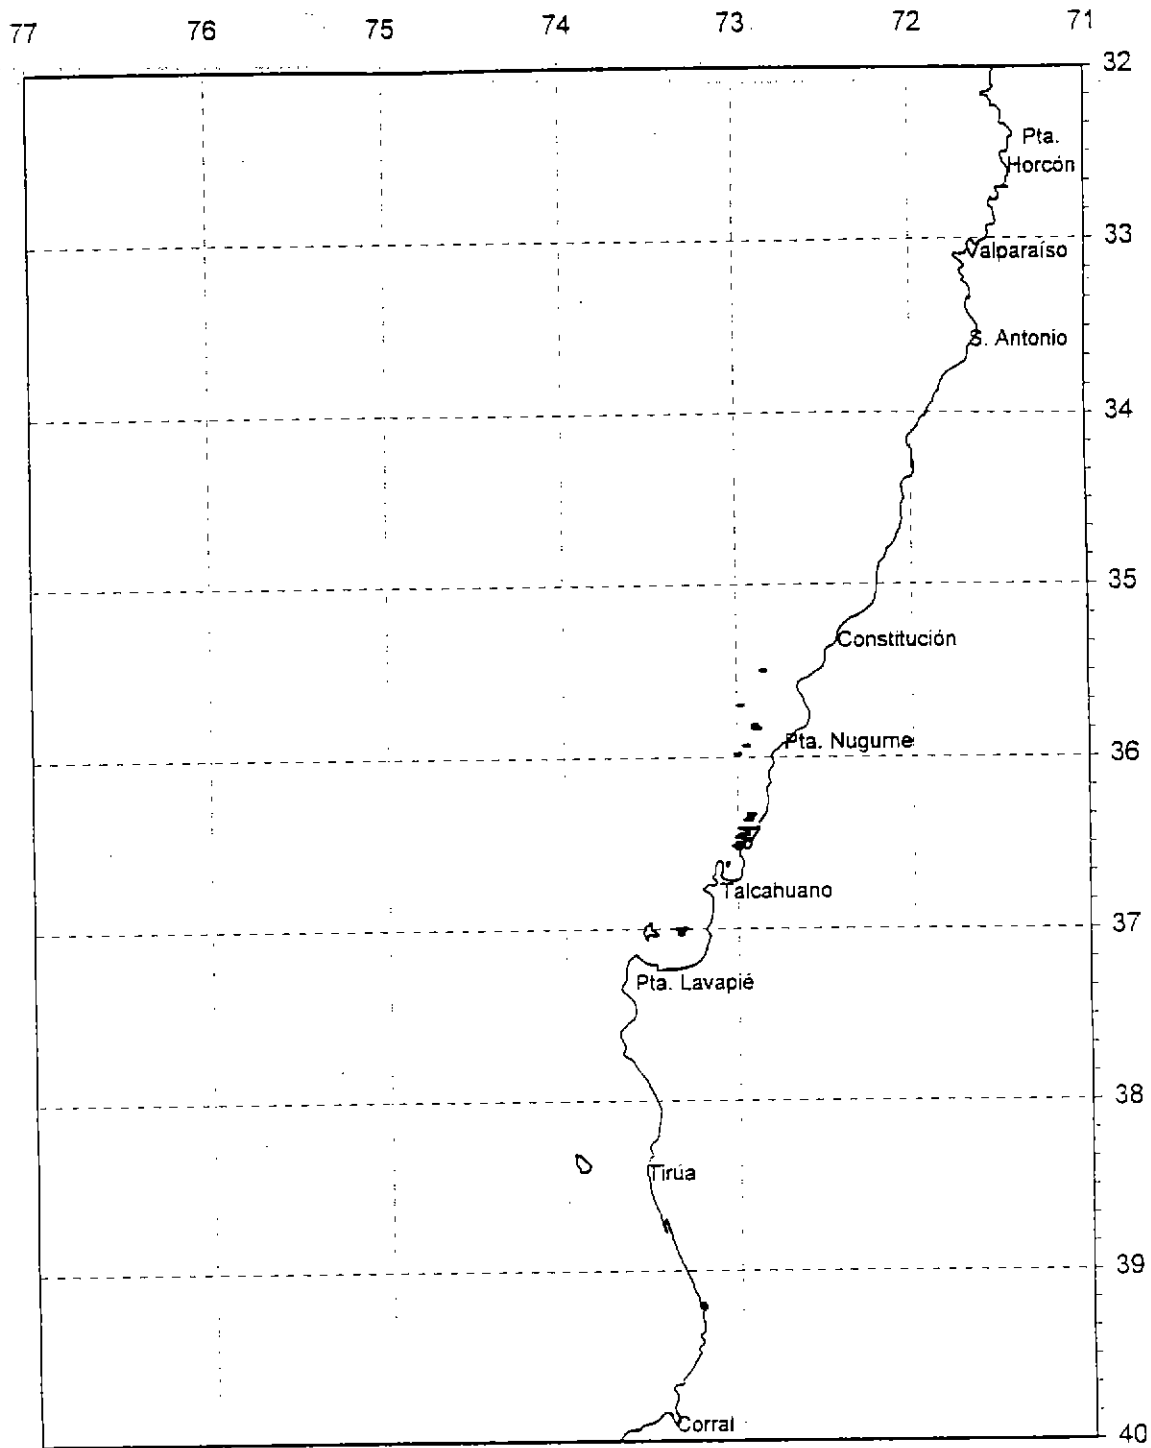 77 76 75 74 73 72 71
32
Pta.
Horcón
33
Valparaíso
S. Antonio
34
35
Constitución
Pta. Nugume
36
Talcahuano
37
Pta. Lavapié
38
Tirúa
39
Corral
40